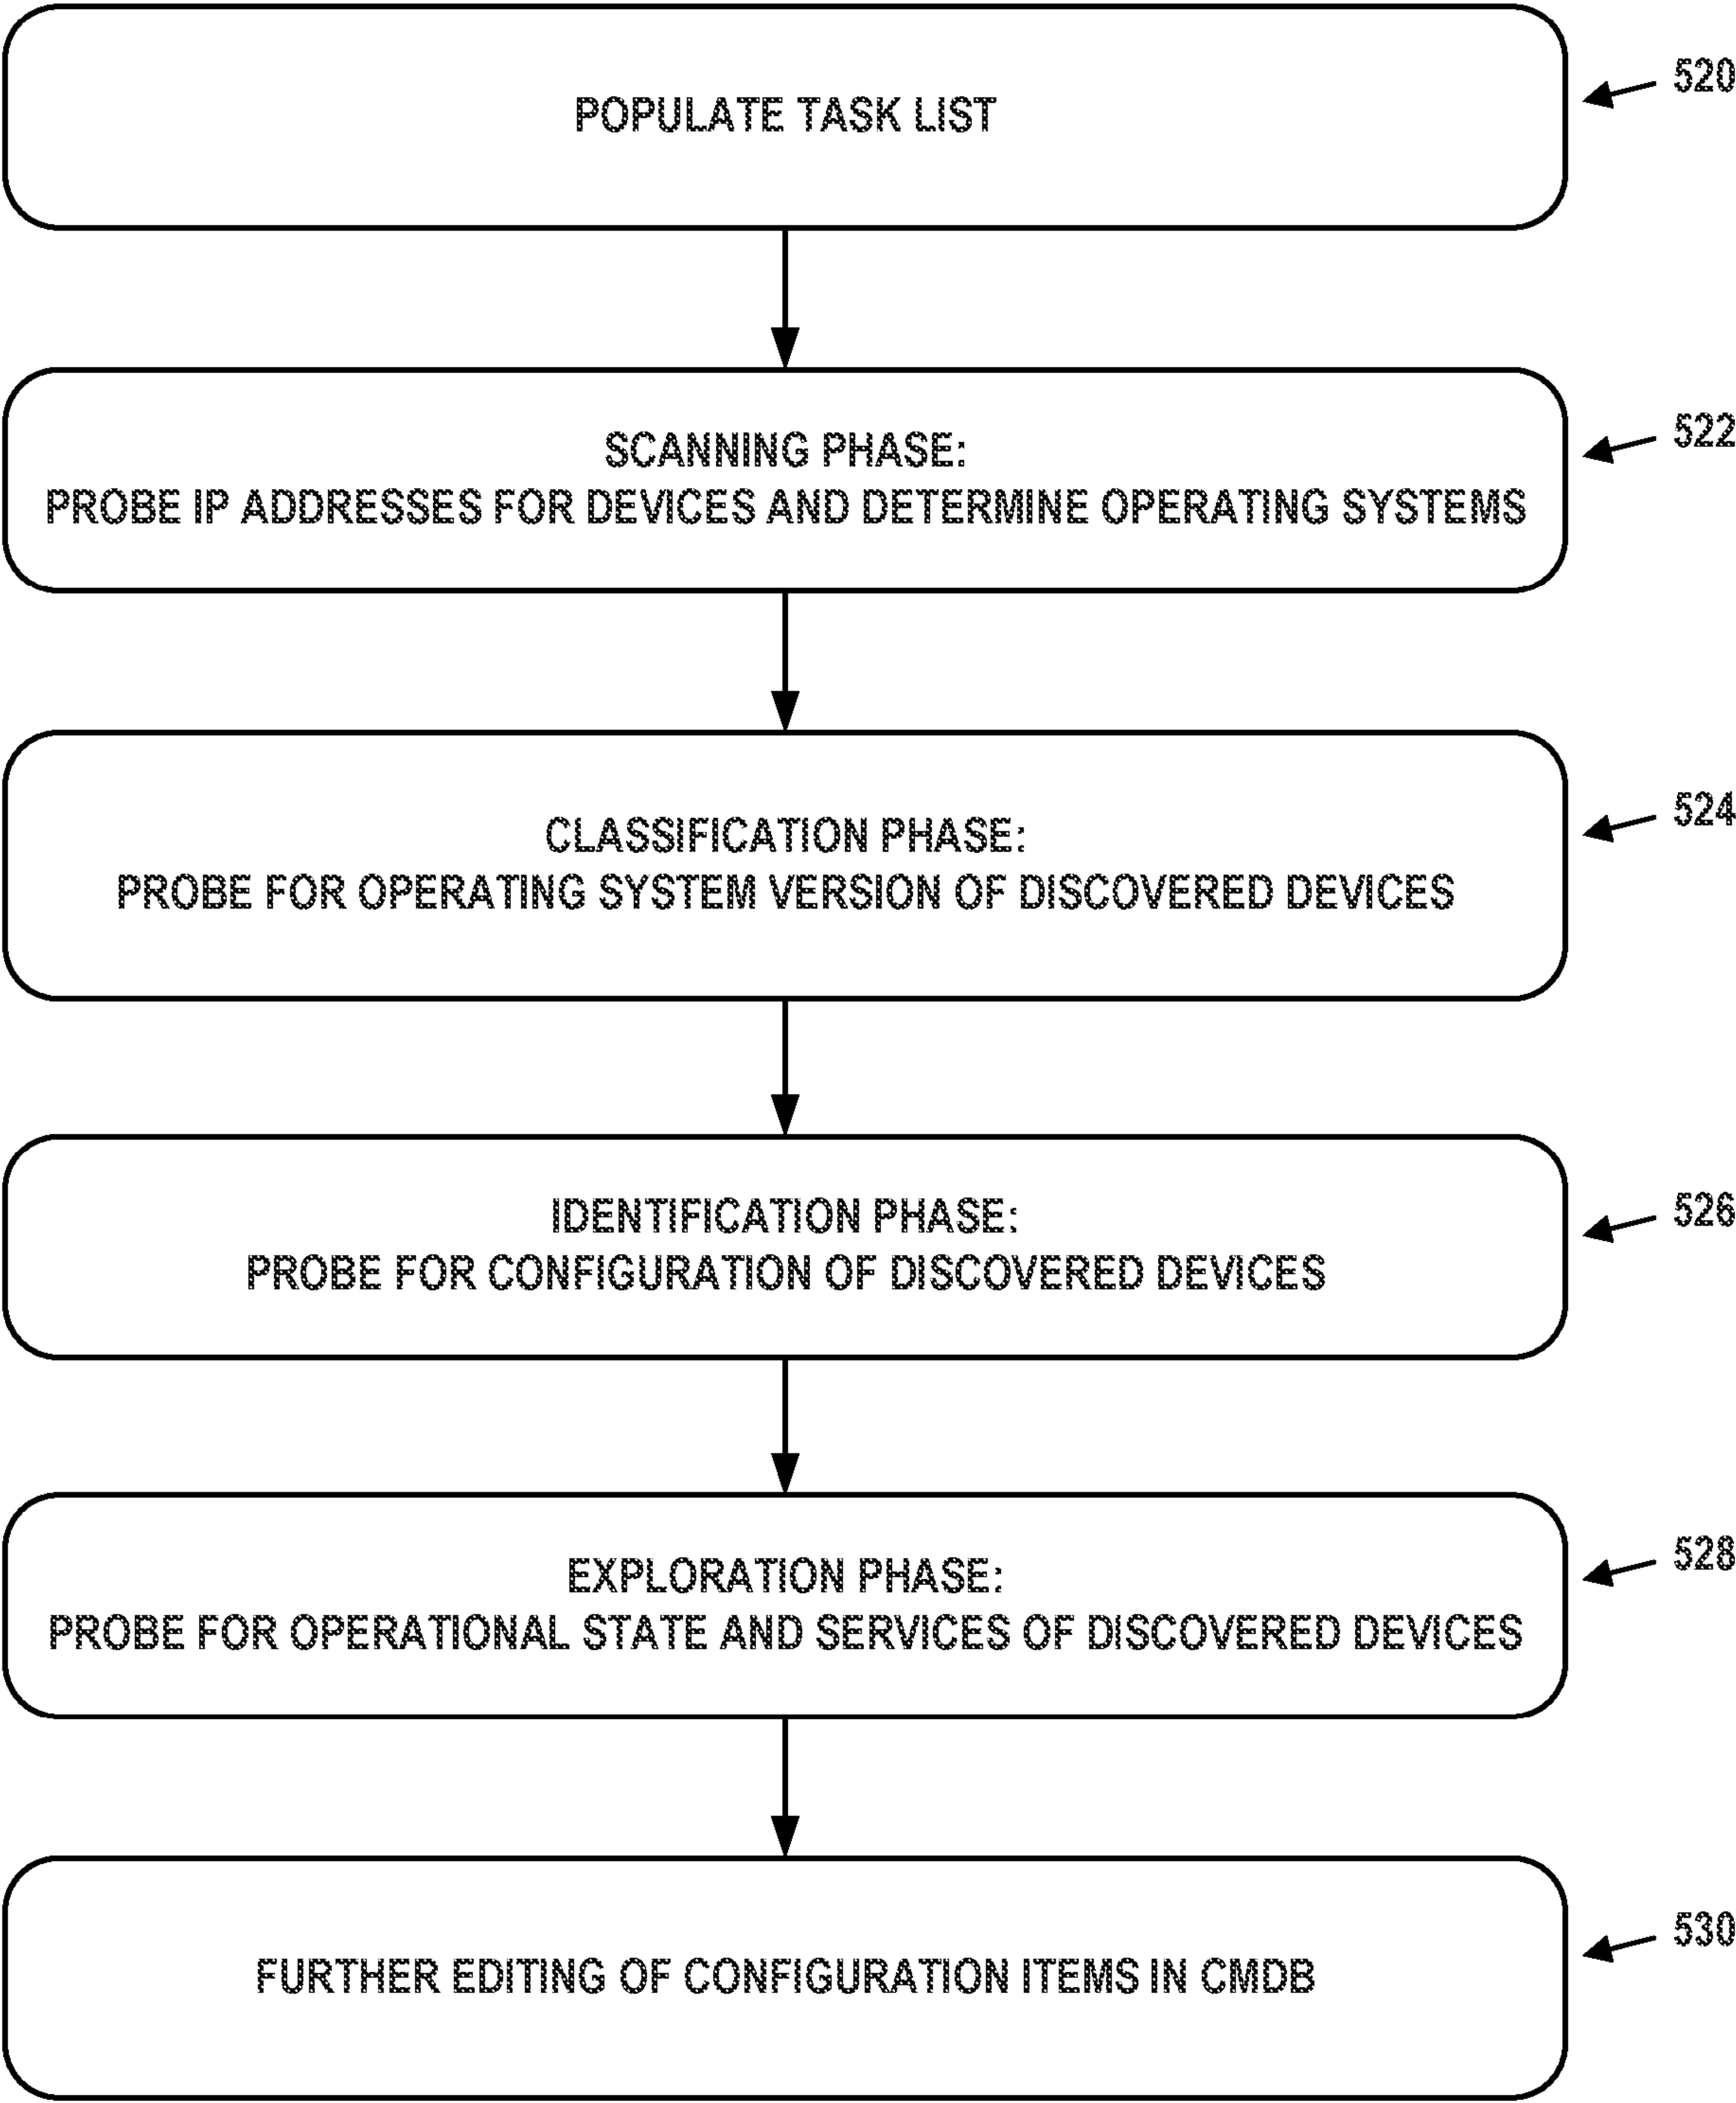 POPULATE TASK LIST
520
SCANNING PHASE:
PROBE IP ADDRESSES FOR DEVICES AND DETERMINE OPERATING SYSTEMS
522
CLASSIFICATION PHASE:
PROBE FOR OPERATING SYSTEM VERSION OF DISCOVERED DEVICES
524
IDENTIFICATION PHASE:
PROBE FOR CONFIGURATION OF DISCOVERED DEVICES
526
EXPLORATION PHASE:
PROBE FOR OPERATIONAL STATE AND SERVICES OF DISCOVERED DEVICES
528
FURTHER EDITING OF CONFIGURATION ITEMS IN CMDB
530